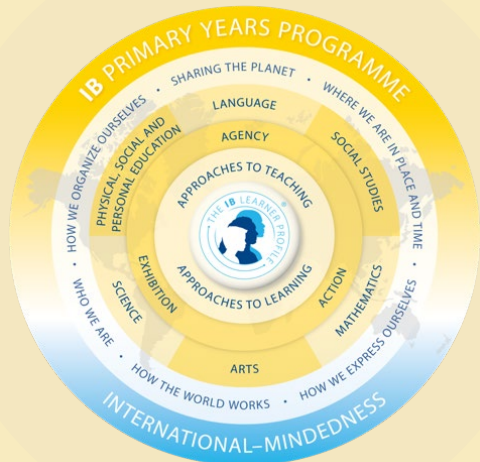 IB PRIMARY YEARS PROGRAMME
SHARING THE PLANET
•
WHERE WE ARE IN PLACE AND TIME
•
HOW WE EXPRESS OURSELVES
•
HOW THE WORLD WORKS
•
WHO WE ARE
•
HOW WE ORGANIZE OURSELVES
•
LANGUAGE
SOCIAL STUDIES
MATHEMATICS
ARTS
SCIENCE
PHYSICAL, SOCIAL AND
PERSONAL EDUCATION
AGENCY
ACTION
EXHIBITION
APPROACHES TO TEACHING
THE IB LEARNER PROFILE
®
APPROACHES TO LEARNING
INTERNATIONAL–MINDEDNESS